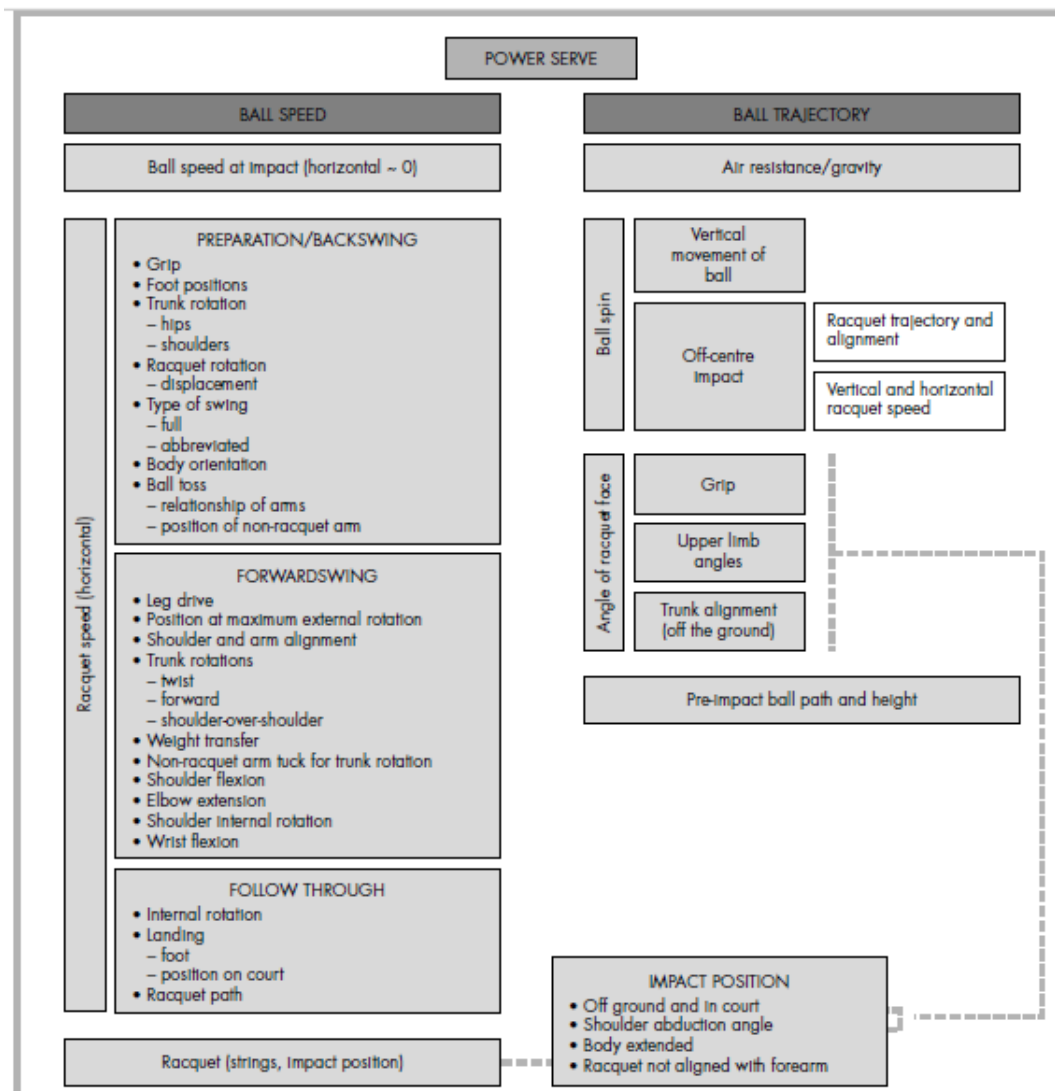 POWER SERVE
BALL SPEED
Ball speed at impact (horizontal ~ 0)
Racquet speed (horizontal)
PREPARATION/BACKSWING
• Grip
• Foot positions
• Trunk rotation
– hips
– shoulders
• Racquet rotation
– displacement
• Type of swing
– full
– abbreviated
• Body orientation
• Ball toss
– relationship of arms
– position of non-racquet arm
FORWARDSWING
• Leg drive
• Position at maximum external rotation
• Shoulder and arm alignment
• Trunk rotations
– twist
– forward
– shoulder-over-shoulder
• Weight transfer
• Non-racquet arm tuck for trunk rotation
• Shoulder flexion
• Elbow extension
• Shoulder internal rotation
• Wrist flexion
FOLLOW THROUGH
• Internal rotation
• Landing
– foot
– position on court
• Racquet path
Racquet (strings, impact position)
BALL TRAJECTORY
Air resistance/gravity
Ball spin
Vertical
movement of
ball
Off-centre
impact
Racquet trajectory and
alignment
Vertical and horizontal
racquet speed
Angle of racquet face
Grip
Upper limb
angles
Trunk alignment
(off the ground)
Pre-impact ball path and height
IMPACT POSITION
• Off ground and in court
• Shoulder abduction angle
• Body extended
• Racquet not aligned with forearm